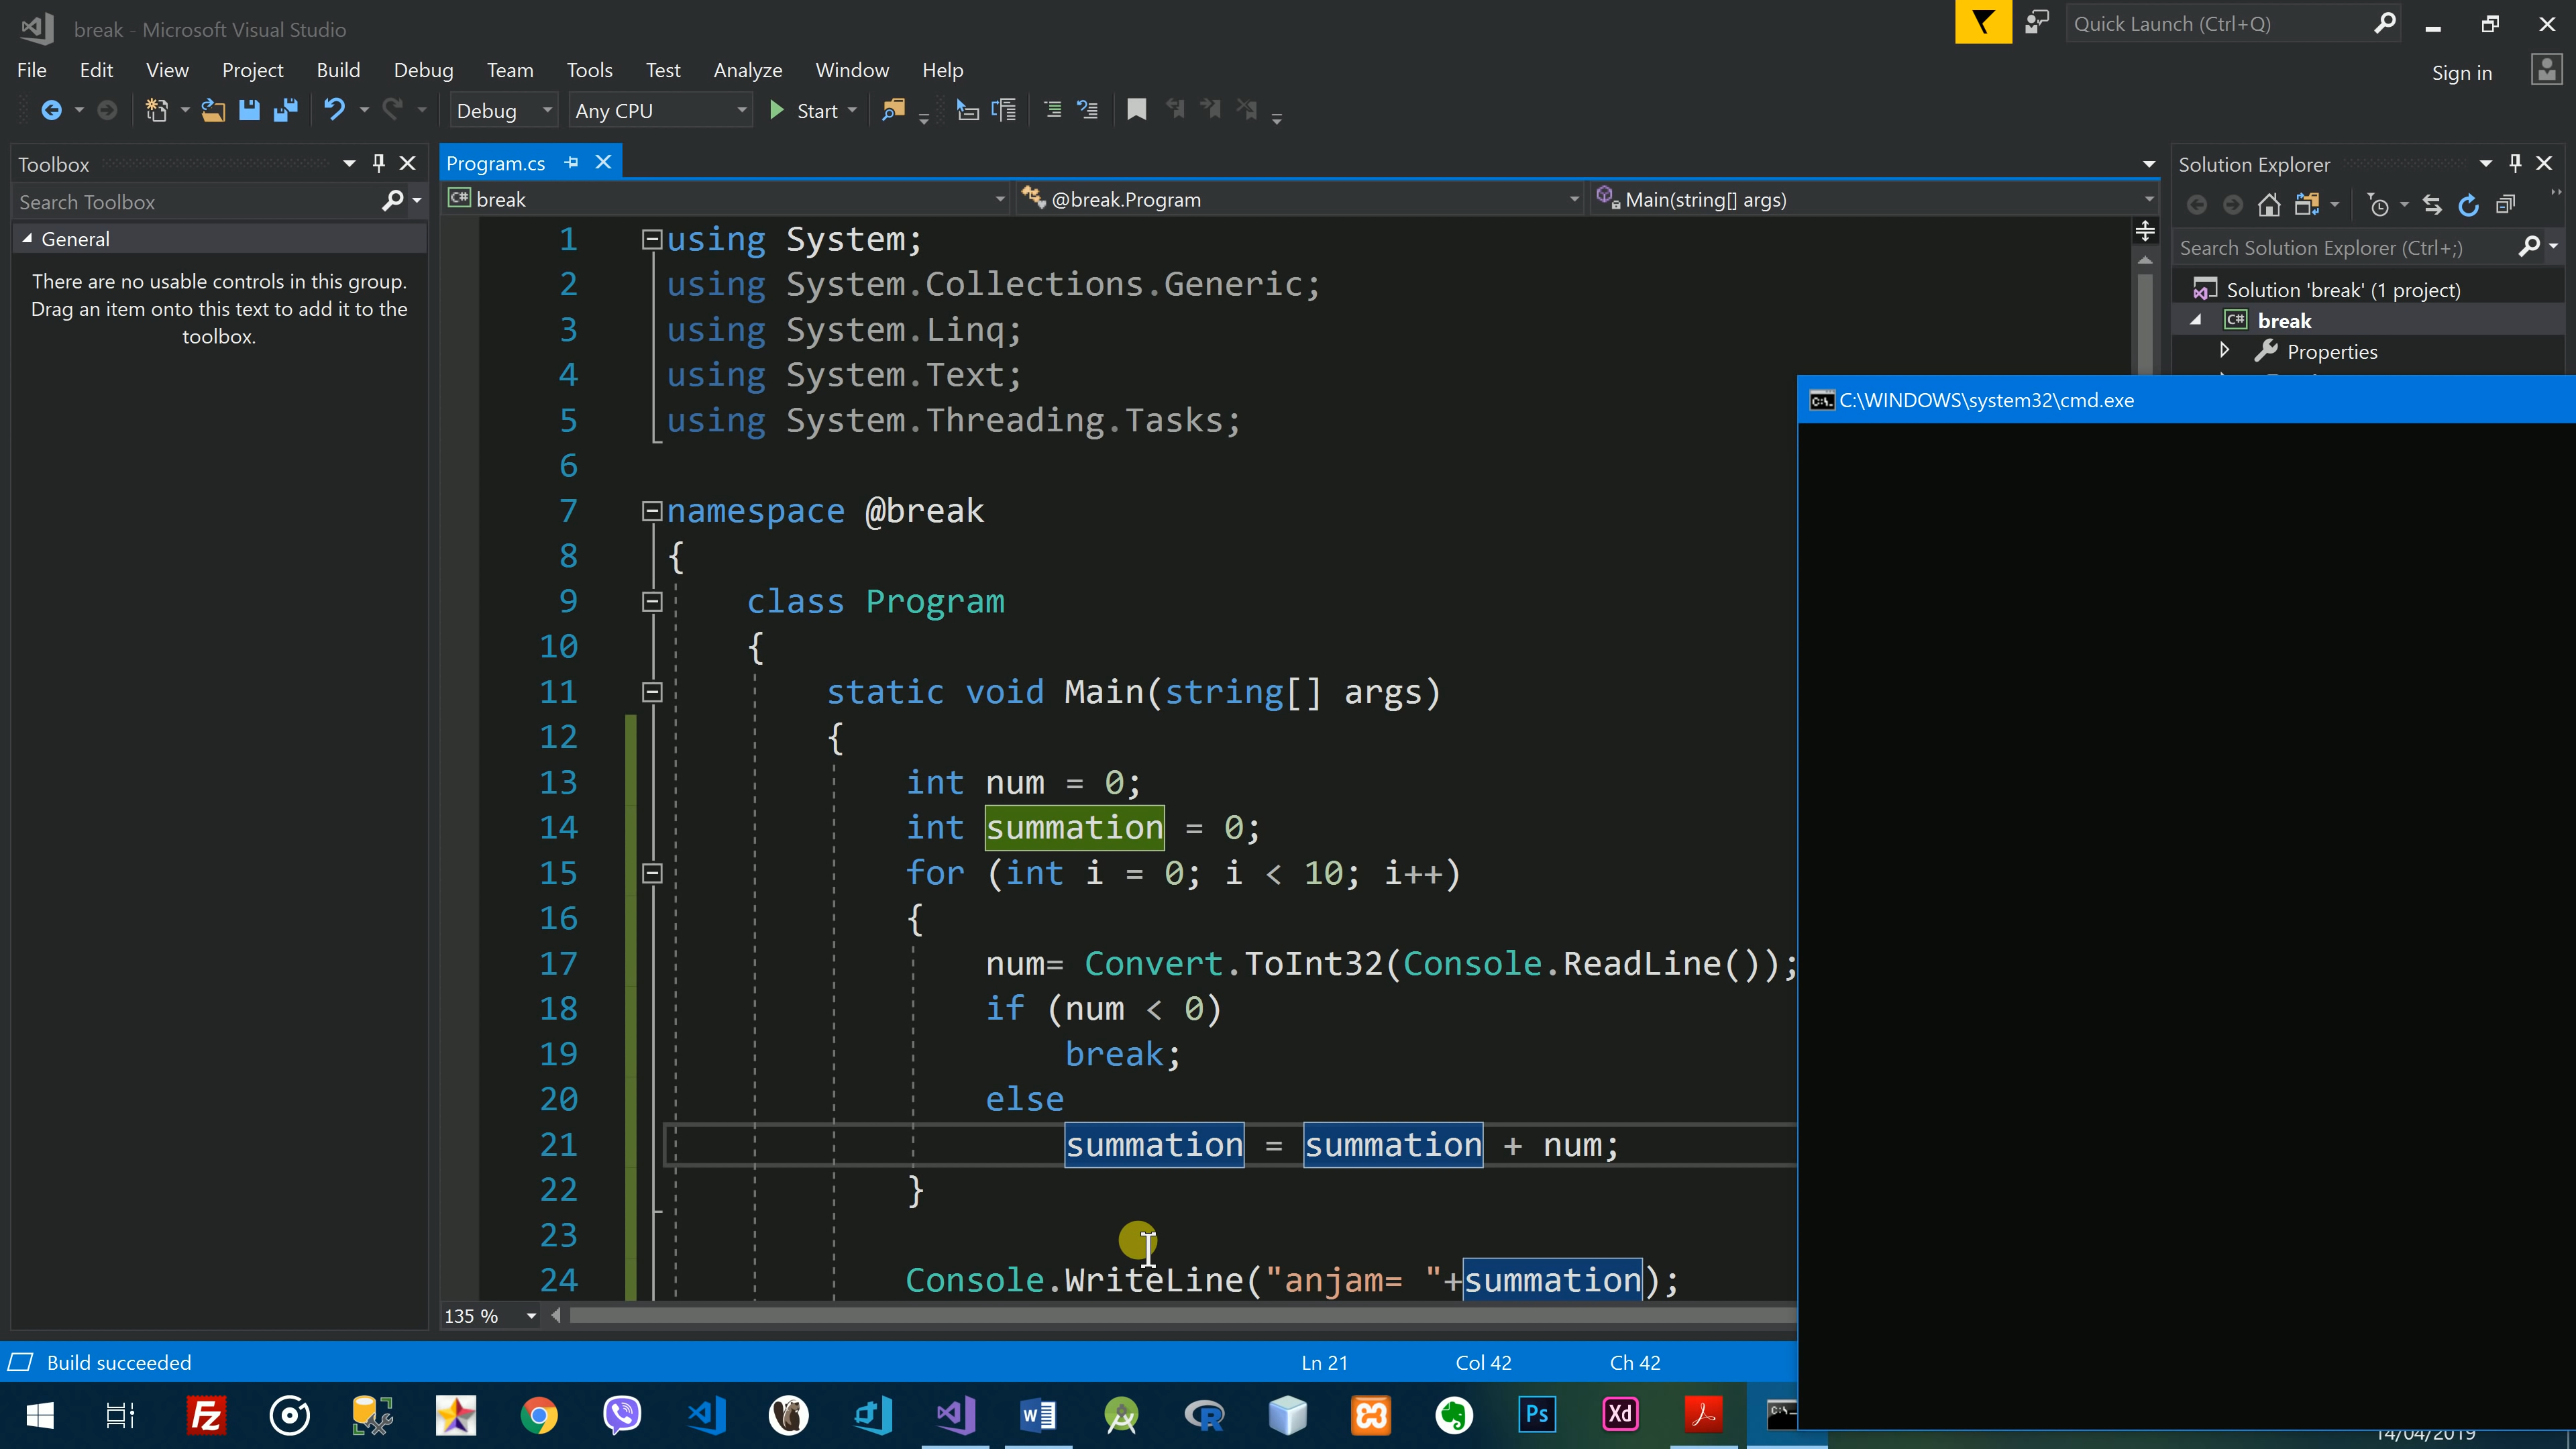 break - Microsoft Visual Studio
Quick Launch (Ctrl+Q)
File Edit View Project Build Debug Team Tools Test Analyze Window Help
Sign in
Debug Any CPU Start
Toolbox
Search Toolbox
General
There are no usable controls in this group.
Drag an item onto this text to add it to the
toolbox.
Program.cs
C# break @break.Program Main(string[] args)
1 using System;
2 using System.Collections.Generic;
3 using System.Linq;
4 using System.Text;
5 using System.Threading.Tasks;
6
7 namespace @break
8 {
9 class Program
10 {
11 static void Main(string[] args)
12 {
13 int num = 0;
14 int summation = 0;
15 for (int i = 0; i < 10; i++)
16 {
17 num= Convert.ToInt32(Console.ReadLine());
18 if (num < 0)
19 break;
20 else
21 summation = summation + num;
22 }
23
24 Console.WriteLine("anjam= "+summation);
135 %
Solution Explorer
Search Solution Explorer (Ctrl+;)
Solution 'break' (1 project)
C# break
Properties
C:\WINDOWS\system32\cmd.exe
Build succeeded Ln 21 Col 42 Ch 42
Fz W R Ps Xd
14/04/2019